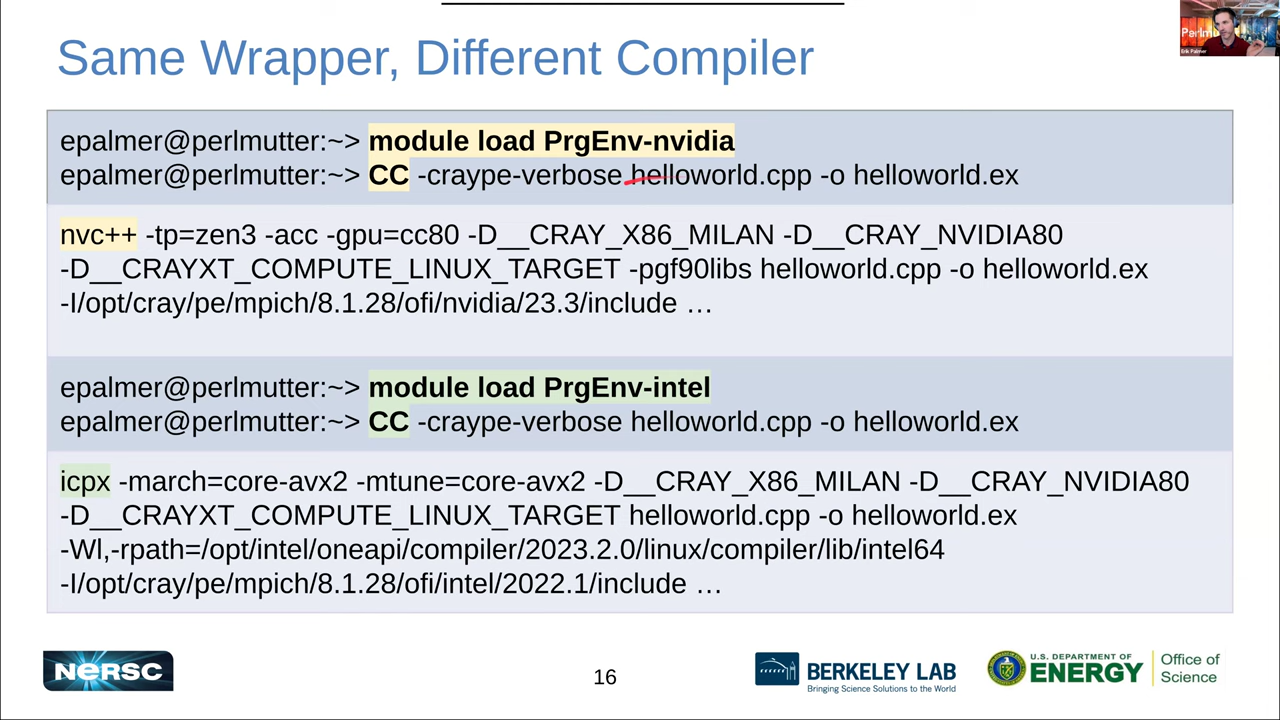 Same Wrapper, Different Compiler
epalmer@perlmutter:~> module load PrgEnv-nvidia
epalmer@perlmutter:~> CC -craype-verbose helloworld.cpp -o helloworld.ex
nvc++ -tp=zen3 -acc -gpu=cc80 -D__CRAY_X86_MILAN -D__CRAY_NVIDIA80
-D__CRAYXT_COMPUTE_LINUX_TARGET -pgf90libs helloworld.cpp -o helloworld.ex
-I/opt/cray/pe/mpich/8.1.28/ofi/nvidia/23.3/include …
epalmer@perlmutter:~> module load PrgEnv-intel
epalmer@perlmutter:~> CC -craype-verbose helloworld.cpp -o helloworld.ex
icpx -march=core-avx2 -mtune=core-avx2 -D__CRAY_X86_MILAN -D__CRAY_NVIDIA80
-D__CRAYXT_COMPUTE_LINUX_TARGET helloworld.cpp -o helloworld.ex
-Wl,-rpath=/opt/intel/oneapi/compiler/2023.2.0/linux/compiler/lib/intel64
-I/opt/cray/pe/mpich/8.1.28/ofi/intel/2022.1/include …
NERSC
16
BERKELEY LAB
Bringing Science Solutions to the World
U.S. DEPARTMENT OF
ENERGY
Office of
Science
Erik Palmer